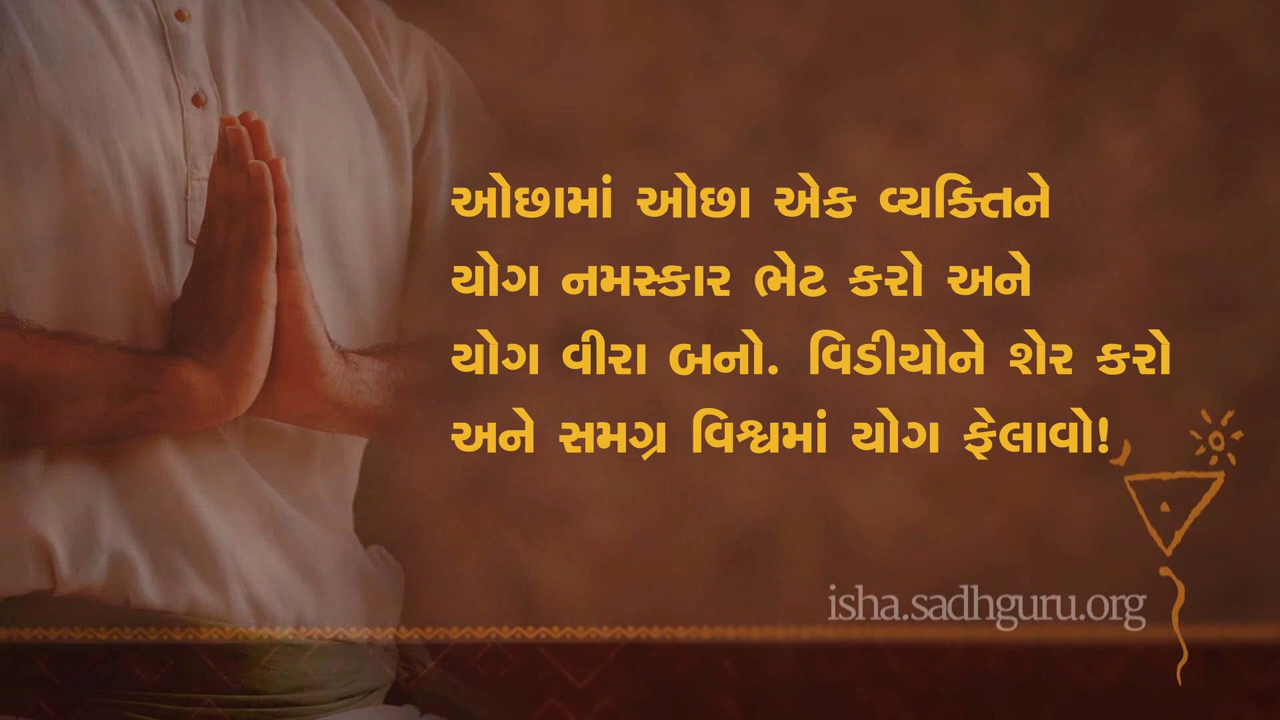 ઓછામાં ઓછા એક વ્યક્તિને
યોગ નમસ્કાર ભેટ કરો અને
યોગ વીરા બનો. વિડીયોને શેર કરો
અને સમગ્ર વિશ્વમાં યોગ ફેલાવો!
isha.sadhguru.org